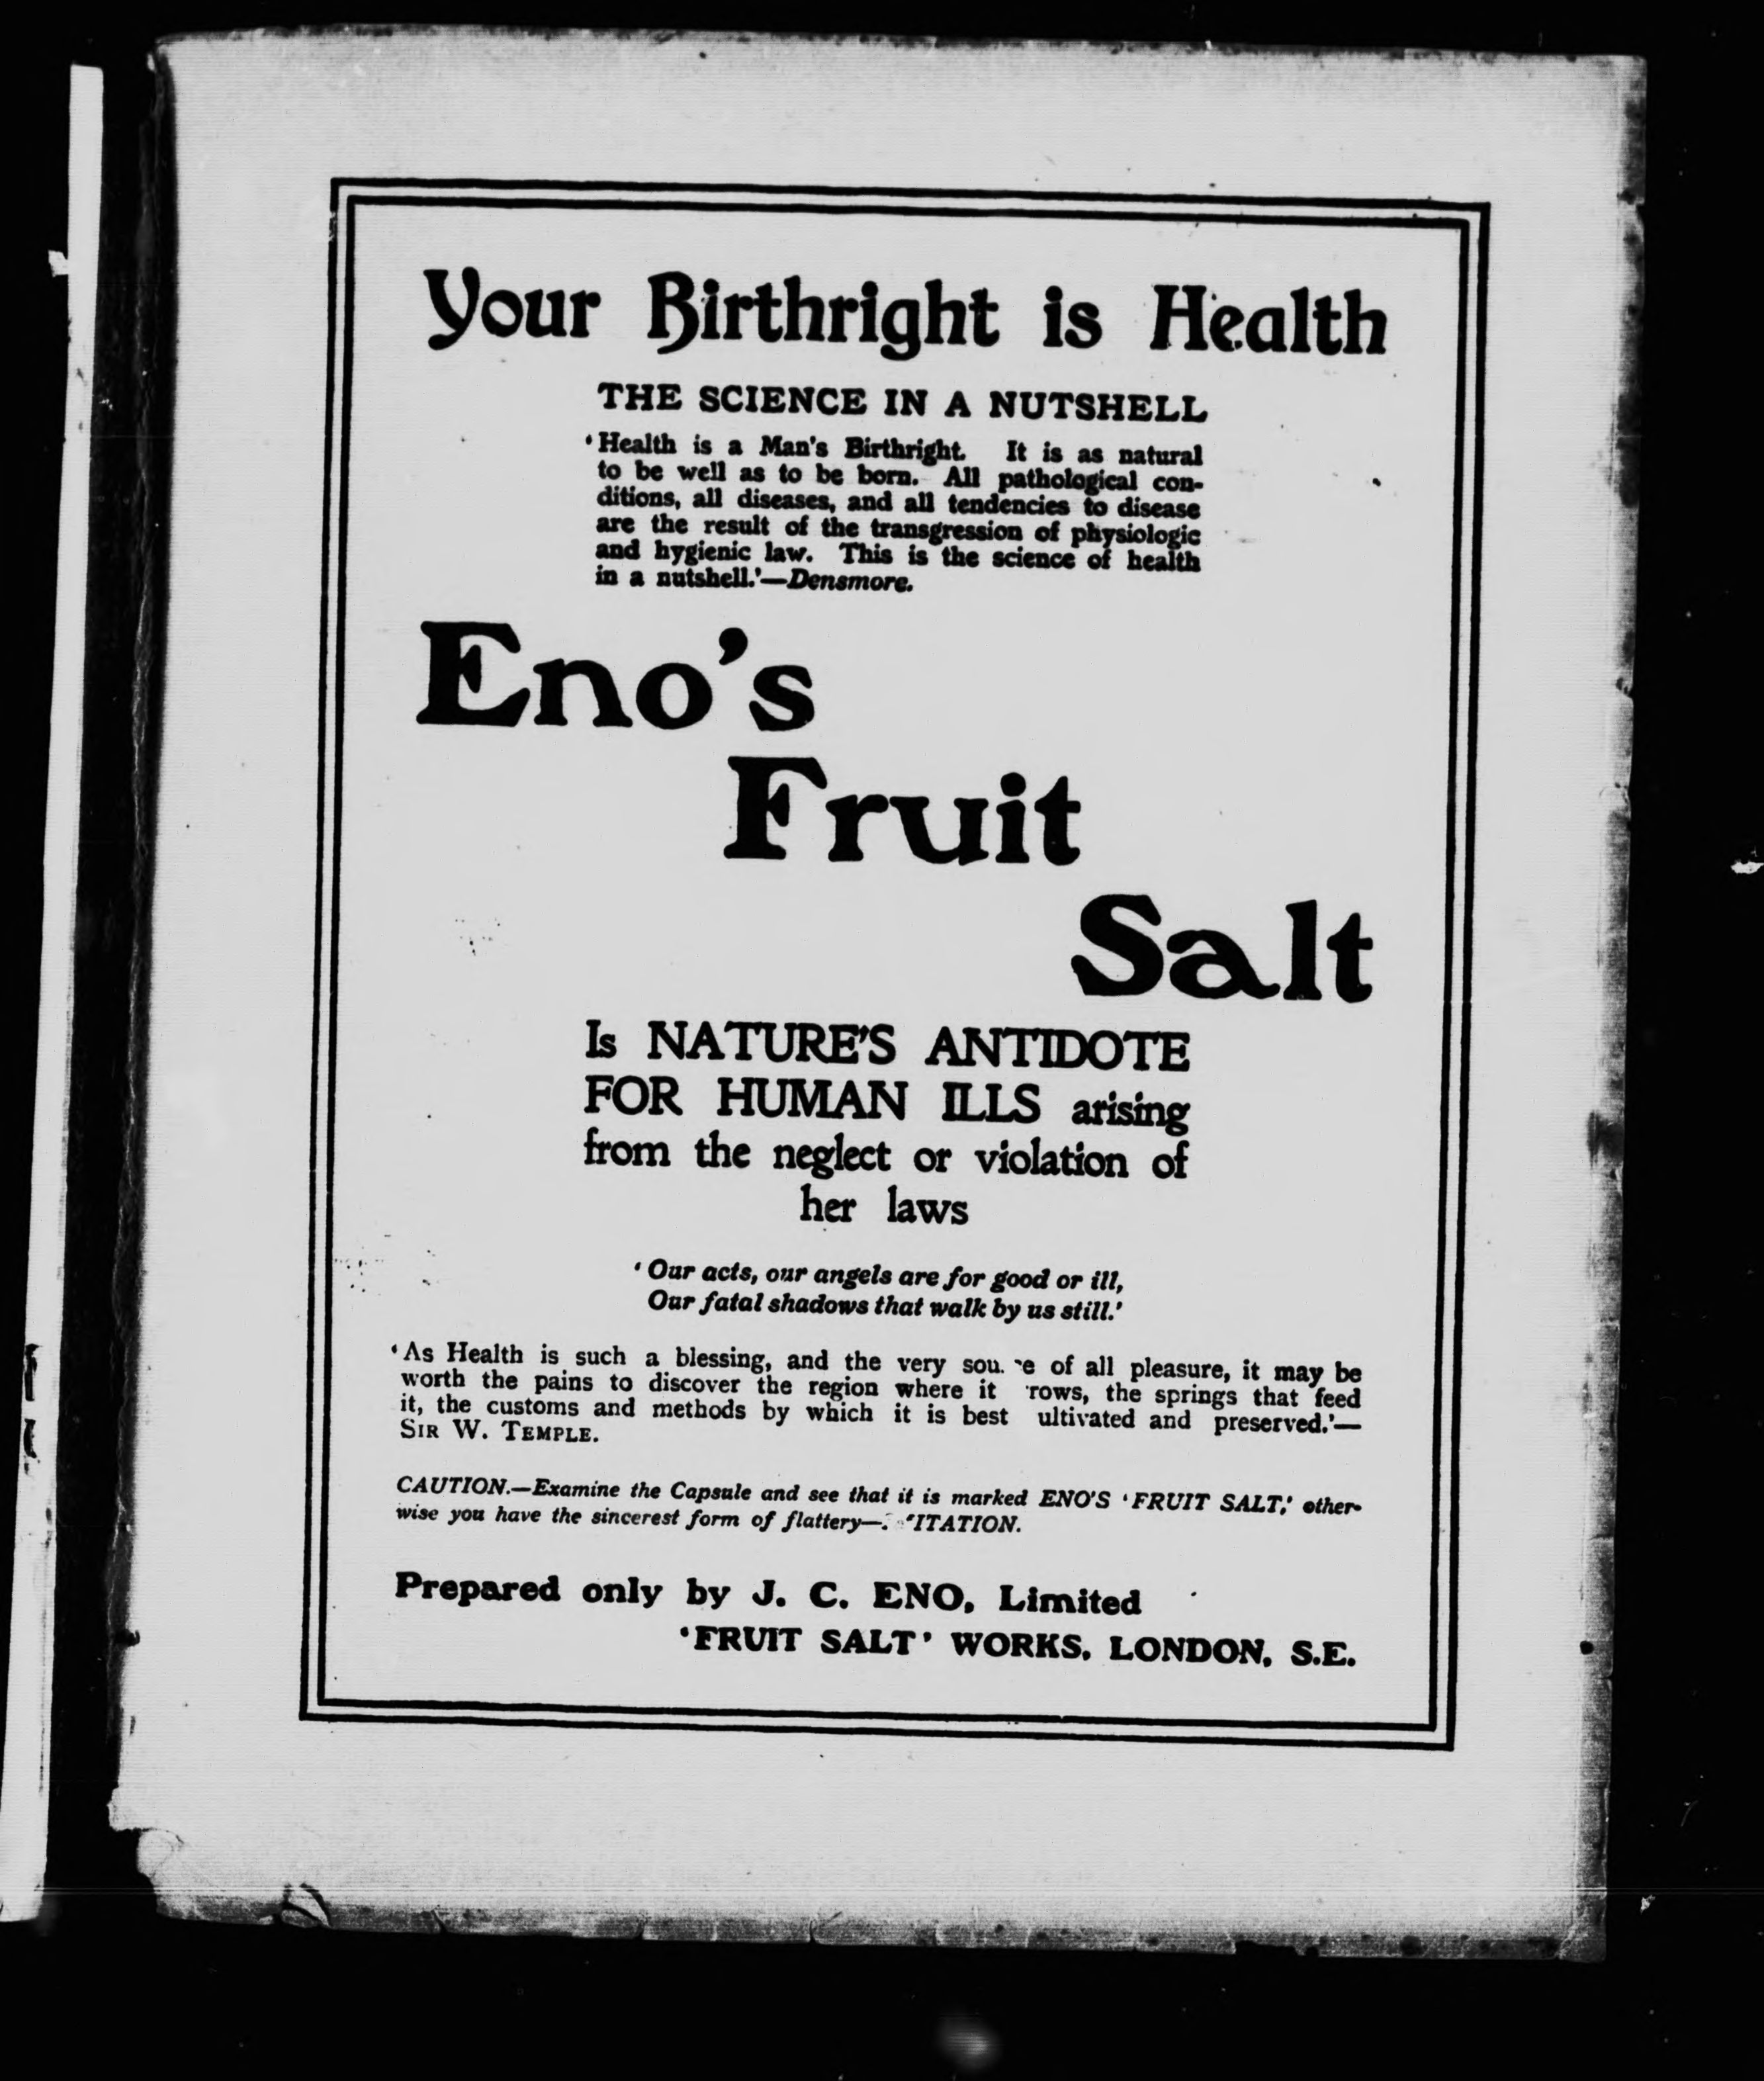 Your Birthright is Health
THE SCIENCE IN A NUTSHELL
'Health is a Man's Birthright. It is as natural
to be well as to be born. All pathological con-
ditions, all diseases, and all tendencies to disease
are the result of the transgression of physiologic
and hygienic law. This is the science of health
in a nutshell.'—Densmore.
Eno's
Fruit
Salt
Is NATURE'S ANTIDOTE
FOR HUMAN ILLS arising
from the neglect or violation of
her laws
'Our acts, our angels are for good or ill,
Our fatal shadows that walk by us still.'
'As Health is such a blessing, and the very sou. e of all pleasure, it may be
worth the pains to discover the region where it rows, the springs that feed
it, the customs and methods by which it is best ultivated and preserved.'—
SIR W. TEMPLE.
CAUTION.—Examine the Capsule and see that it is marked ENO'S 'FRUIT SALT,' other-
wise you have the sincerest form of flattery—ITATION.
Prepared only by J. C. ENO, Limited
'FRUIT SALT' WORKS, LONDON, S.E.